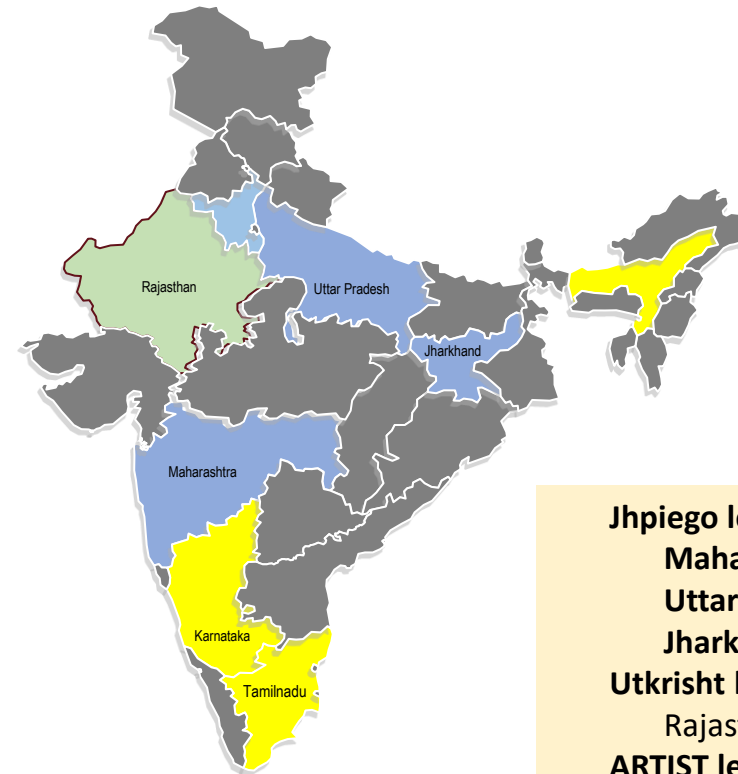 Rajasthan
Uttar Pradesh
Jharkhand
Maharashtra
Karnataka
Tamilnadu
Jhpiego
Utkrisht
ARTIST